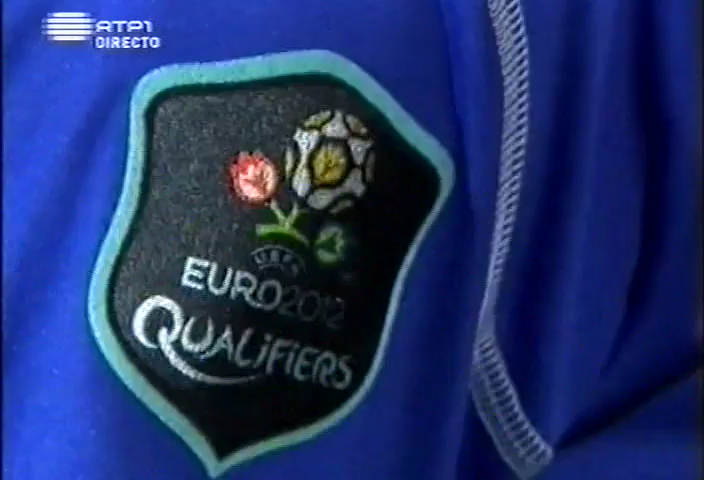 RTP1
DIRECTO
UEFA
EURO2012
QUALIFIERS